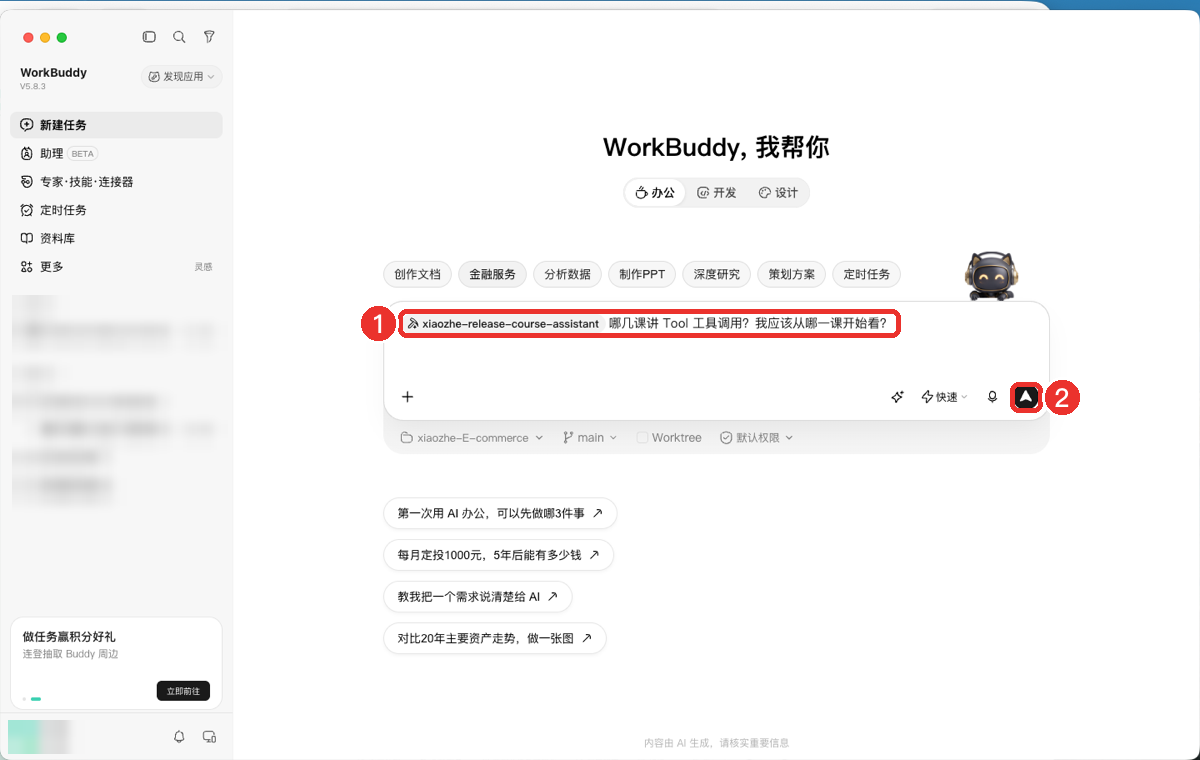 WorkBuddy
V5.8.3
发现应用
新建任务
助理 BETA
专家·技能·连接器
定时任务
资料库
更多
灵感
做任务赢积分好礼
连登抽取 Buddy 周边
立即前往
WorkBuddy, 我帮你
办公 开发 设计
创作文档 金融服务 分析数据 制作PPT 深度研究 策划方案 定时任务
1 xiaozhe-release-course-assistant 哪几课讲 Tool 工具调用？我应该从哪一课开始看？
快速 2
xiaozhe-E-commerce main Worktree 默认权限
第一次用 AI 办公，可以先做哪3件事
每月定投1000元，5年后能有多少钱
教我把一个需求说清楚给 AI
对比20年主要资产走势，做一张图
内容由 AI 生成，请核实重要信息